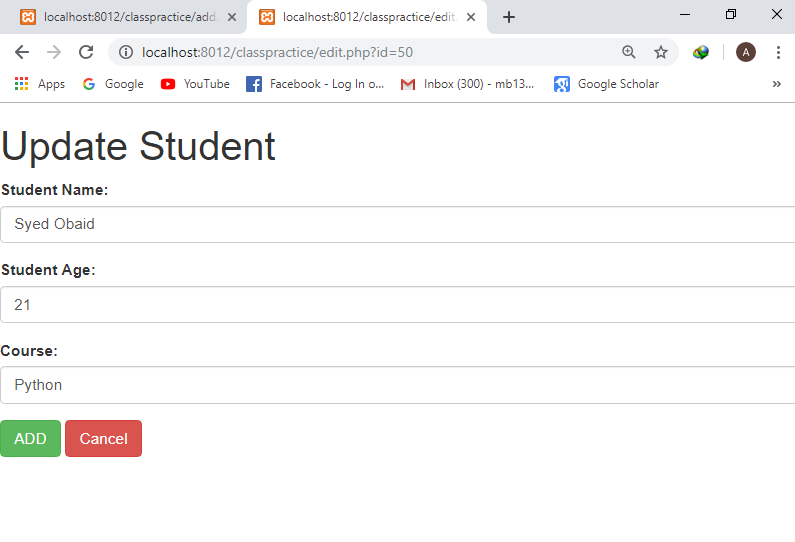 localhost:8012/classpractice/add. localhost:8012/classpractice/edit.
localhost:8012/classpractice/edit.php?id=50 A
Apps Google YouTube Facebook - Log In o... Inbox (300) - mb13... Google Scholar »
Update Student
Student Name:
Syed Obaid
Student Age:
21
Course:
Python
ADD Cancel